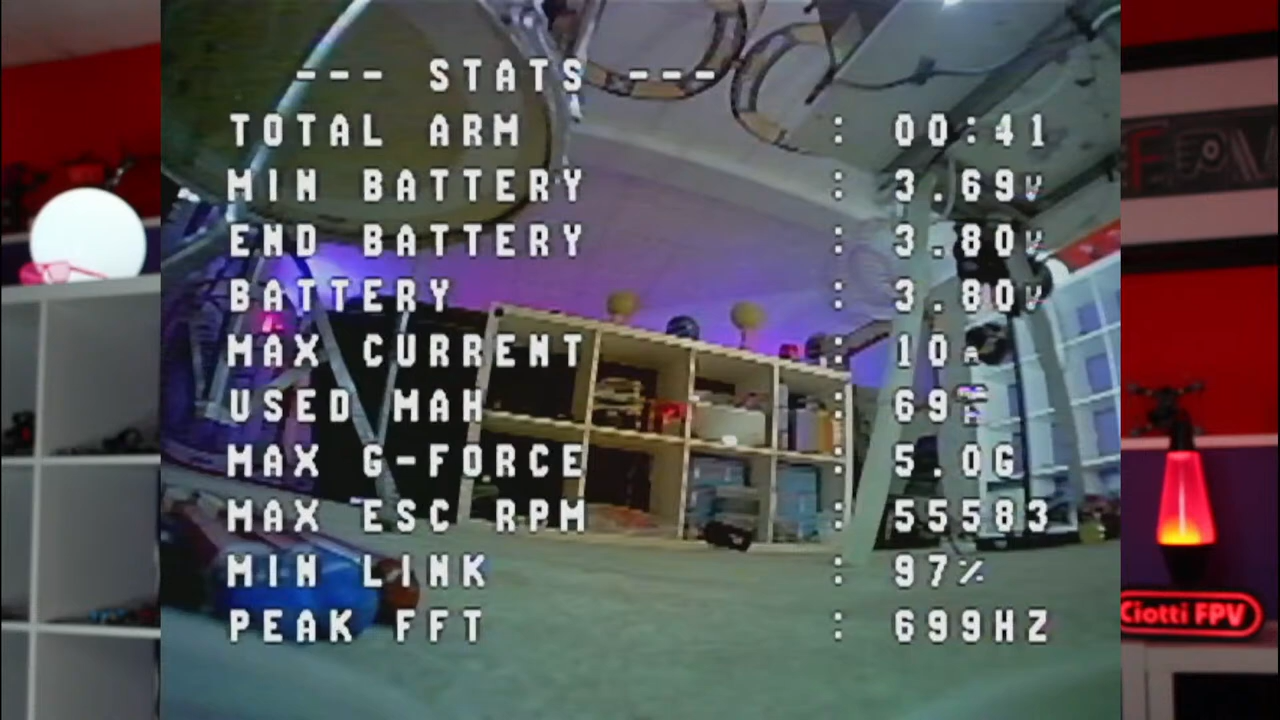 --- STATS ---
TOTAL ARM : 00:41
MIN BATTERY : 3.69V
END BATTERY : 3.80V
BATTERY : 3.80V
MAX CURRENT : 10A
USED MAH : 69
MAX G-FORCE : 5.0G
MAX ESC RPM : 55583
MIN LINK : 97%
PEAK FFT : 699HZ
FPV
Ciotti FPV